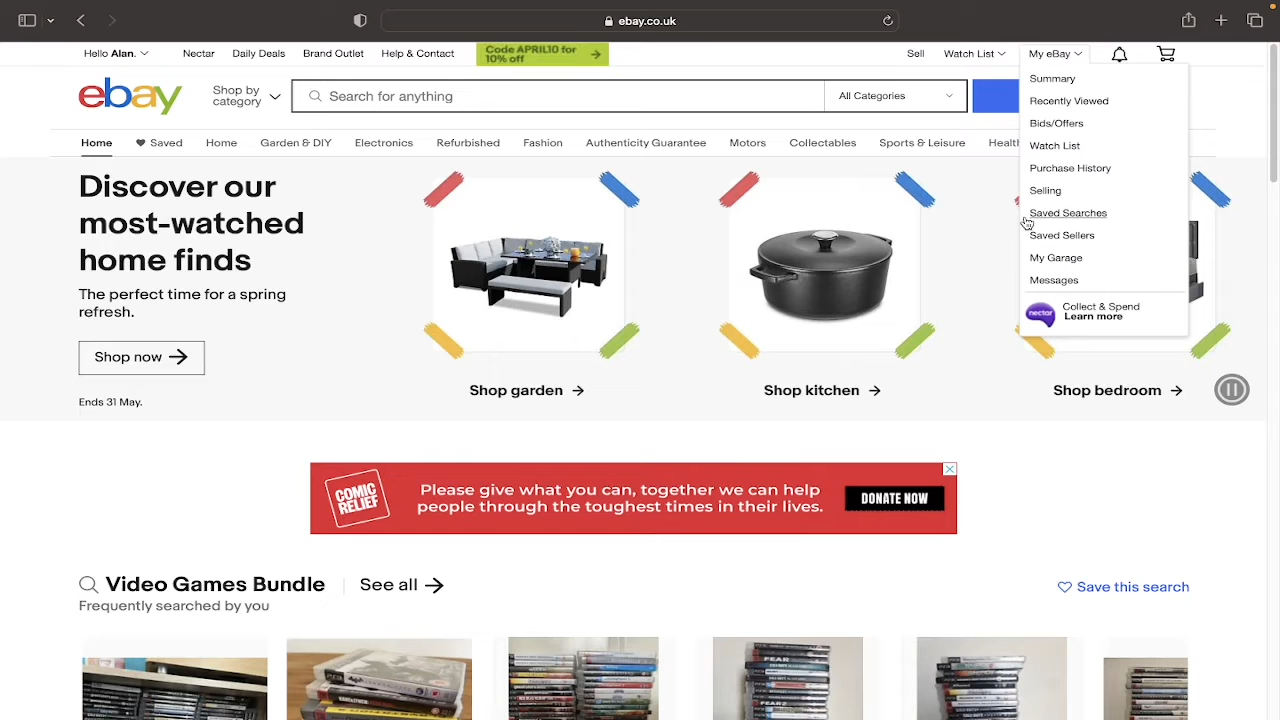 ebay.co.uk
Hello Alan.
Nectar
Daily Deals
Brand Outlet
Help & Contact
Code APRIL10 for
10% off
Sell
Watch List
My eBay
ebay
Shop by
category
Search for anything
All Categories
Summary
Recently Viewed
Bids/Offers
Watch List
Purchase History
Selling
Saved Searches
Saved Sellers
My Garage
Messages
nectar
Collect & Spend
Learn more
Home
Saved
Home
Garden & DIY
Electronics
Refurbished
Fashion
Authenticity Guarantee
Motors
Collectables
Sports & Leisure
Health
Discover our
most-watched
home finds
The perfect time for a spring
refresh.
Shop now
Ends 31 May.
Shop garden
Shop kitchen
Shop bedroom
COMIC
RELIEF
Please give what you can, together we can help
people through the toughest times in their lives.
DONATE NOW
Video Games Bundle
See all
Frequently searched by you
Save this search